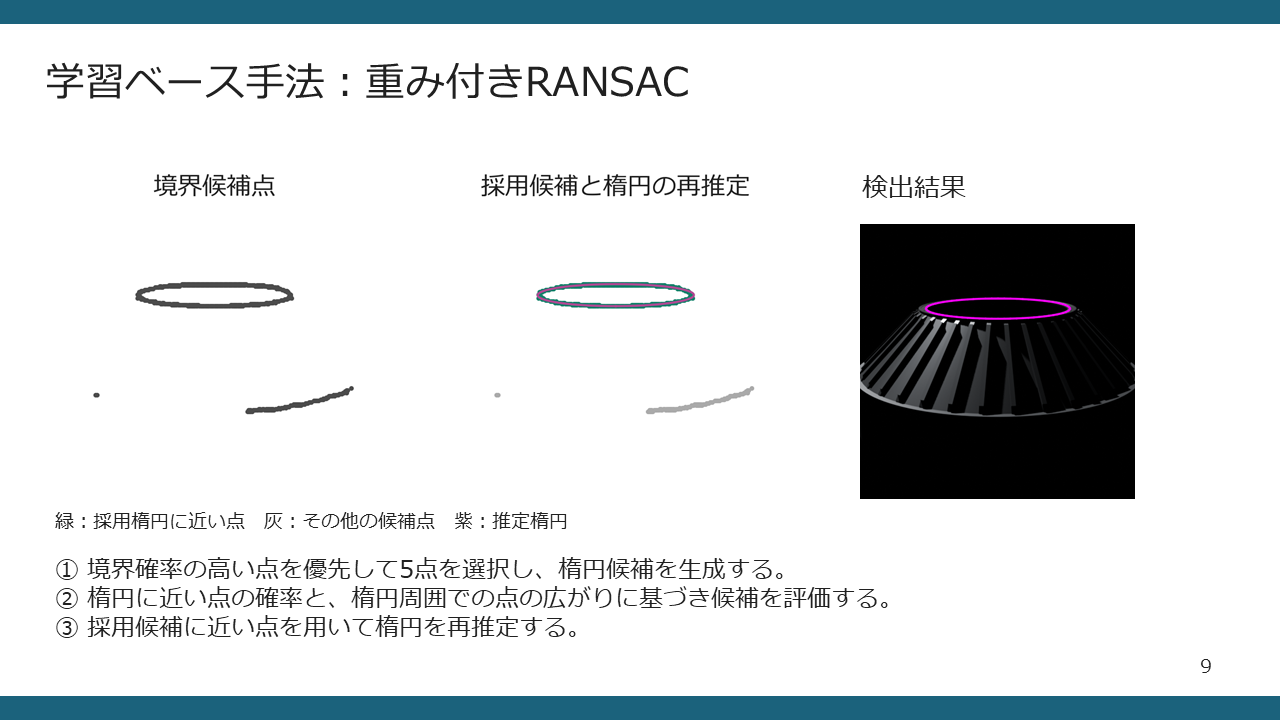 学習ベース手法：重み付きRANSAC
境界候補点
採用候補と楕円の再推定
検出結果
緑：採用楕円に近い点　灰：その他の候補点　紫：推定楕円
① 境界確率の高い点を優先して5点を選択し、楕円候補を生成する。
② 楕円に近い点の確率と、楕円周囲での点の広がりに基づき候補を評価する。
③ 採用候補に近い点を用いて楕円を再推定する。
9